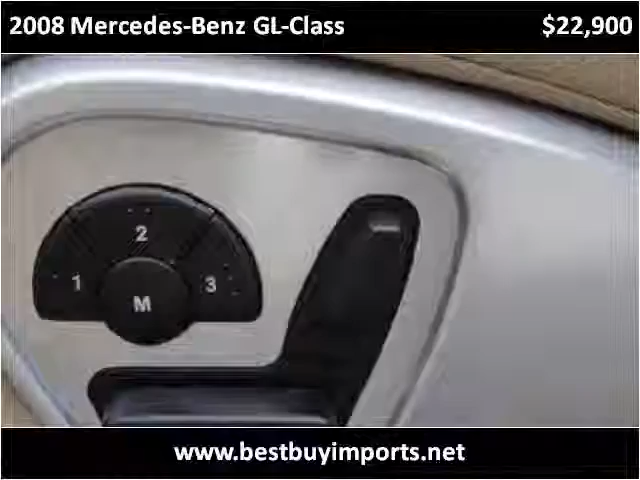 2008 Mercedes-Benz GL-Class $22,900
2
1 3
M
www.bestbuyimports.net